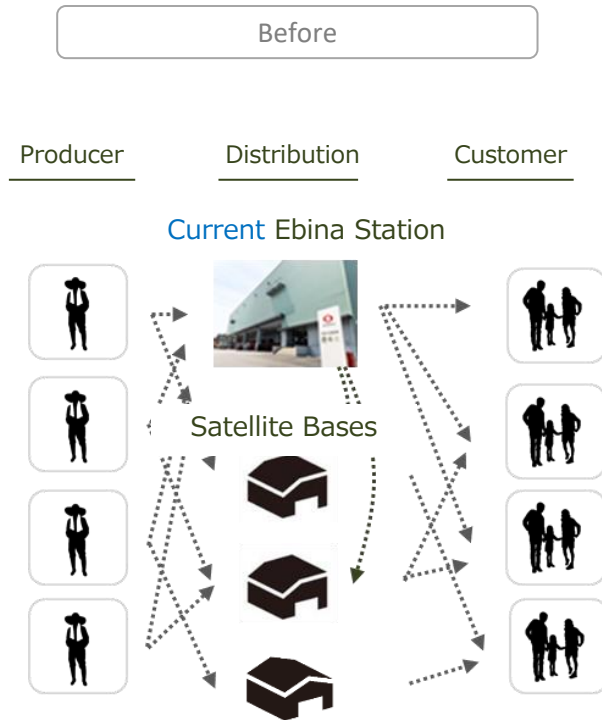 Before
Producer
Distribution
Customer
Current Ebina Station
Satellite Bases